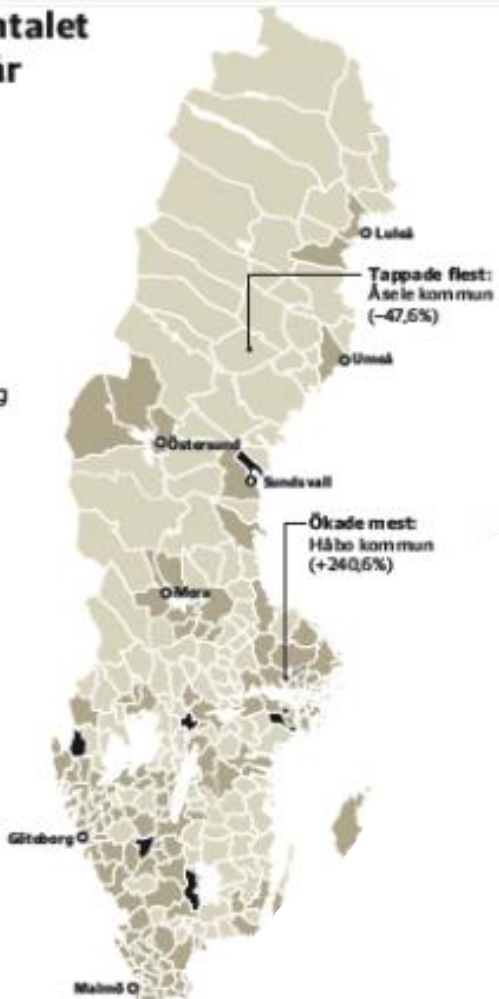 ntalet
år
Luleå
Tappade flest:
Åsele kommun
(–47,6%)
Umeå
g
Östersund
Sundsvall
Ökade mest:
Håbo kommun
(+240,6%)
Mora
Göteborg
Malmö